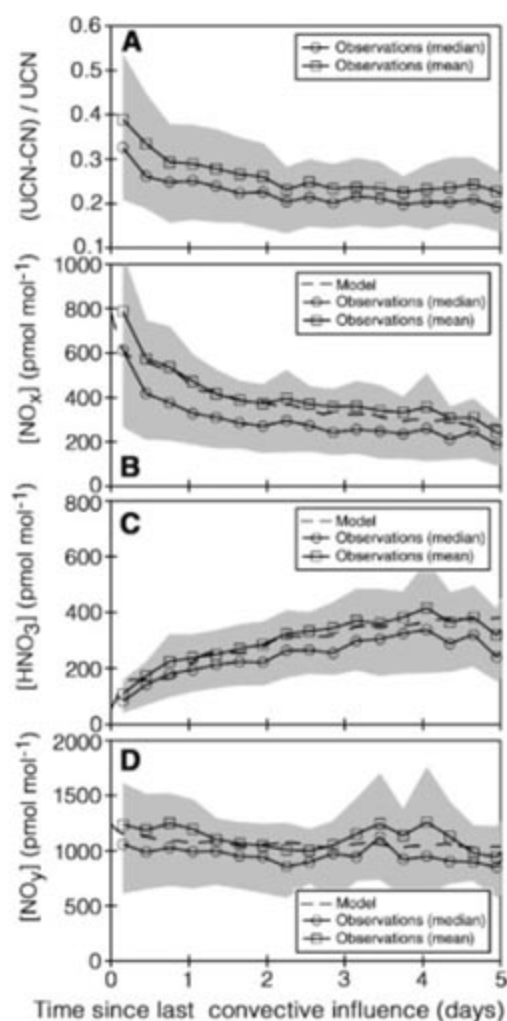 0.6
A
Observations (median)
Observations (mean)
0.5
0.4
0.3
0.2
0.1
(UCN-CN) / UCN
1000
Model
Observations (median)
Observations (mean)
800
600
400
200
0
B
[NOx] (pmol mol-1)
800
C
Model
Observations (median)
Observations (mean)
600
400
200
0
[HNO3] (pmol mol-1)
2000
D
1500
1000
500
0
Model
Observations (median)
Observations (mean)
[NOy] (pmol mol-1)
0 1 2 3 4 5
Time since last convective influence (days)